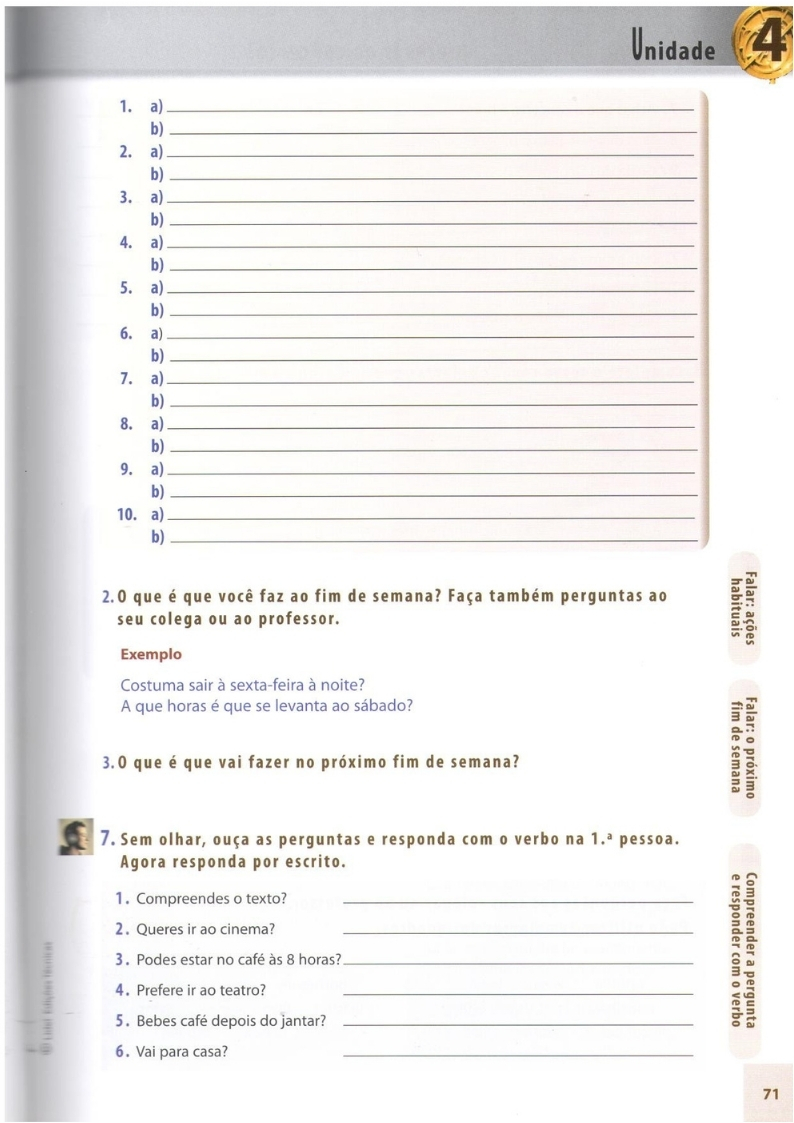 Unidade 4
1. a)
b)
2. a)
b)
3. a)
b)
4. a)
b)
5. a)
b)
6. a)
b)
7. a)
b)
8. a)
b)
9. a)
b)
10. a)
b)
2. O que é que você faz ao fim de semana? Faça também perguntas ao
seu colega ou ao professor.
Exemplo
Costuma sair à sexta-feira à noite?
A que horas é que se levanta ao sábado?
3. O que é que vai fazer no próximo fim de semana?
7. Sem olhar, ouça as perguntas e responda com o verbo na 1.ª pessoa.
Agora responda por escrito.
1. Compreendes o texto?
2. Queres ir ao cinema?
3. Podes estar no café às 8 horas?
4. Prefere ir ao teatro?
5. Bebes café depois do jantar?
6. Vai para casa?
Falar: ações
habituais
Falar: o próximo
fim de semana
Compreender a pergunta
e responder com o verbo
© Lidel Edições Técnicas
71